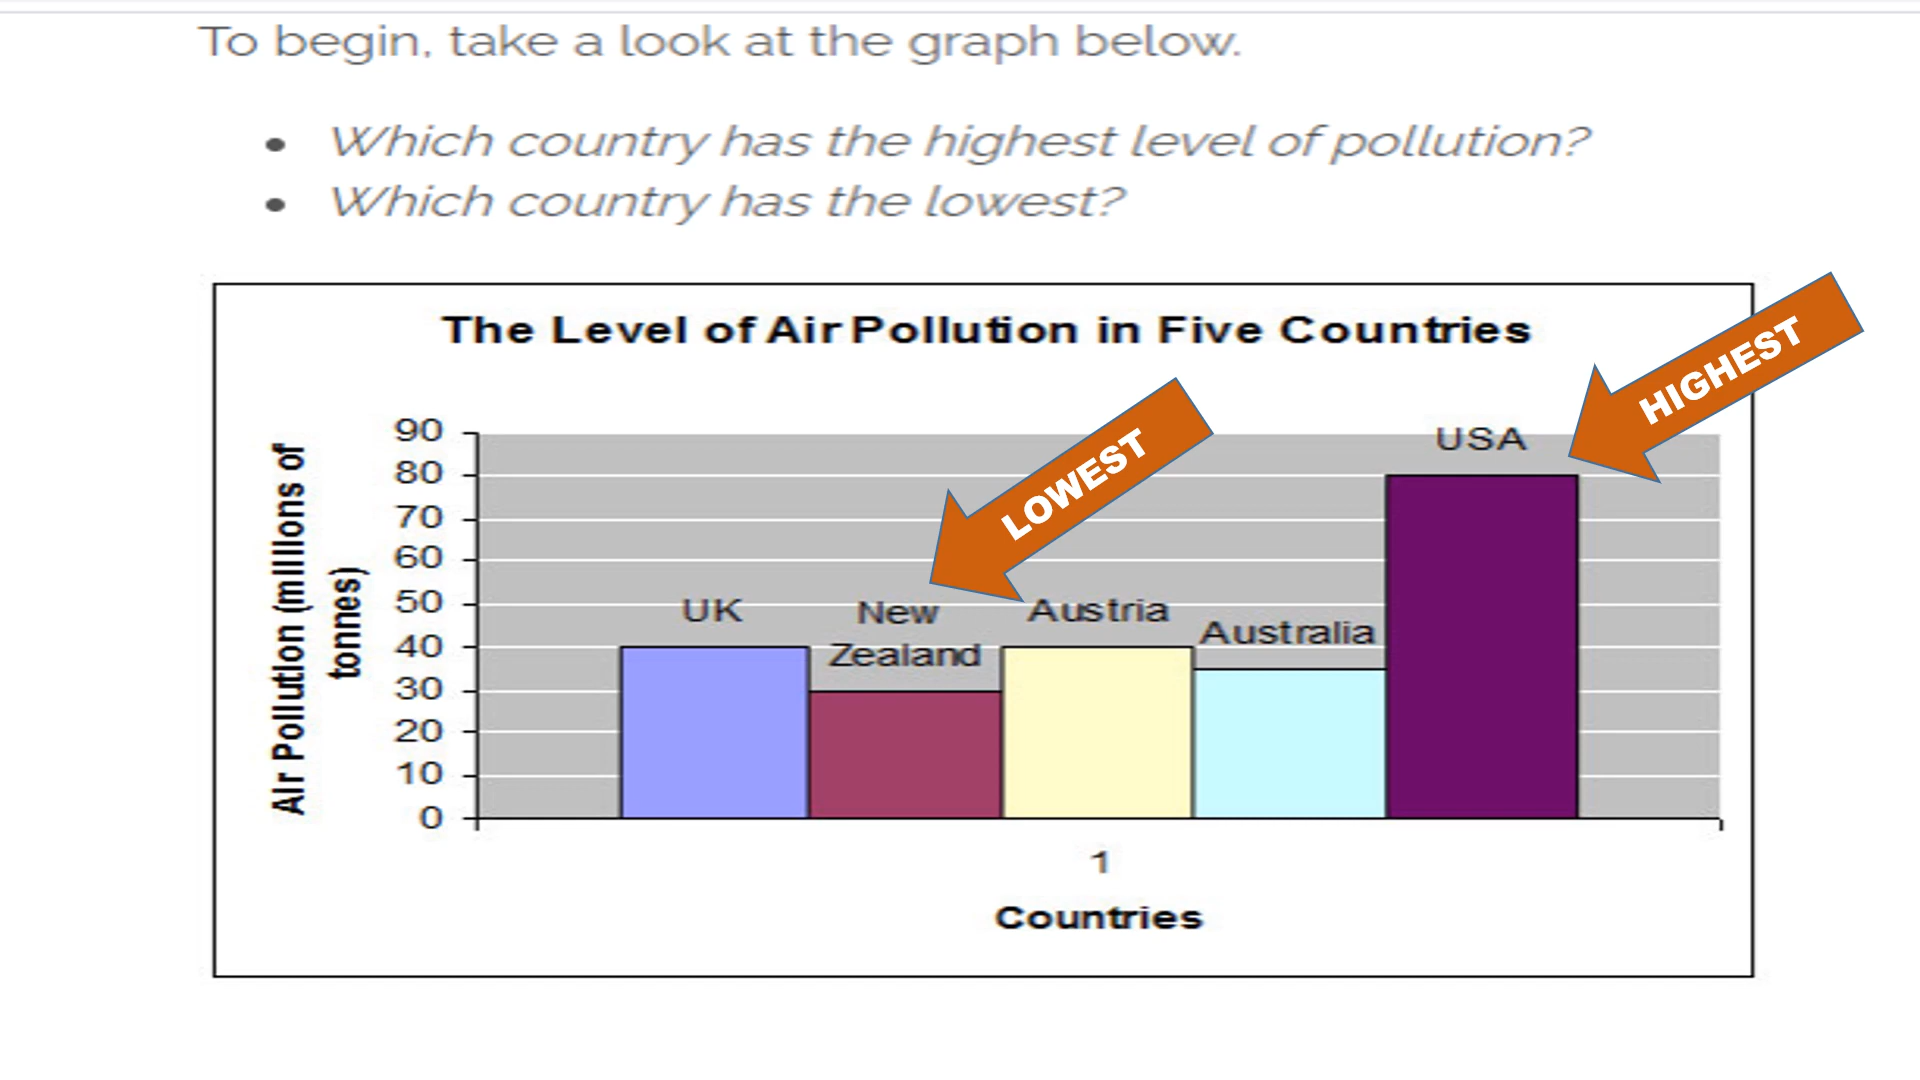 To begin, take a look at the graph below.
• Which country has the highest level of pollution?
• Which country has the lowest?
The Level of Air Pollution in Five Countries
HIGHEST
LOWEST
Air Pollution (millions of
tonnes)
90
80
70
60
50
40
30
20
10
0
UK
New
Zealand
Austria
Australia
USA
1
Countries